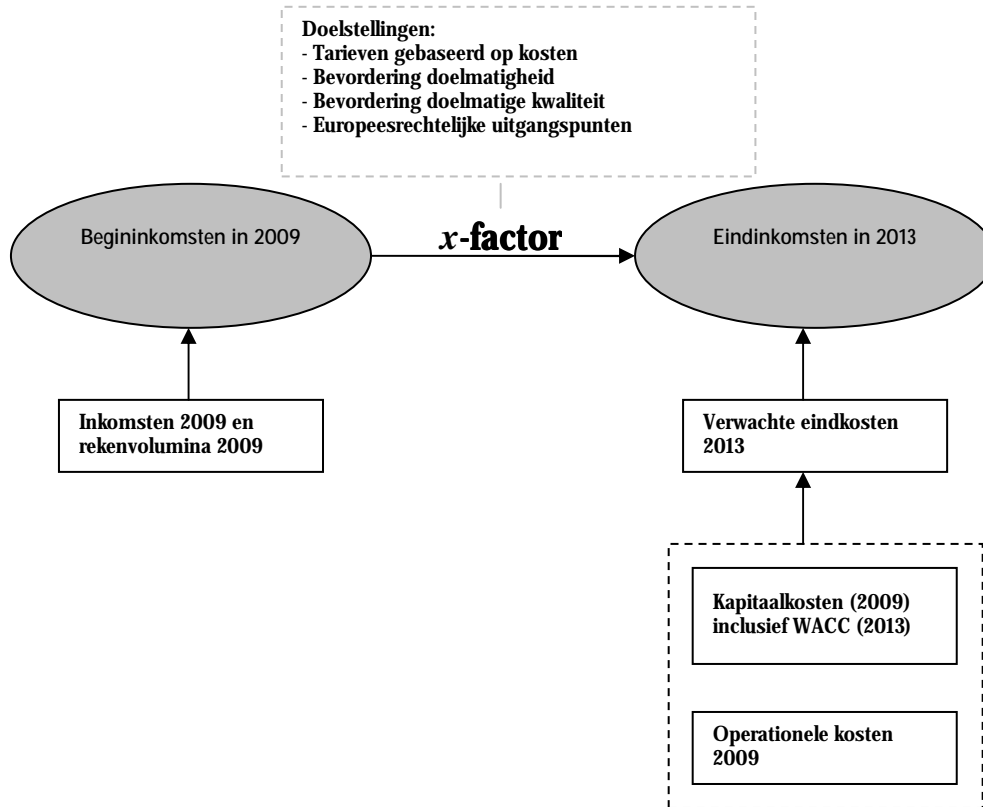 Doelstellingen:
- Tarieven gebaseerd op kosten
- Bevordering doelmatigheid
- Bevordering doelmatige kwaliteit
- Europeesrechtelijke uitgangspunten
Begininkomsten in 2009
x-factor
Eindinkomsten in 2013
Inkomsten 2009 en
rekenvolumina 2009
Verwachte eindkosten
2013
Kapitaalkosten (2009)
inclusief WACC (2013)
Operationele kosten
2009